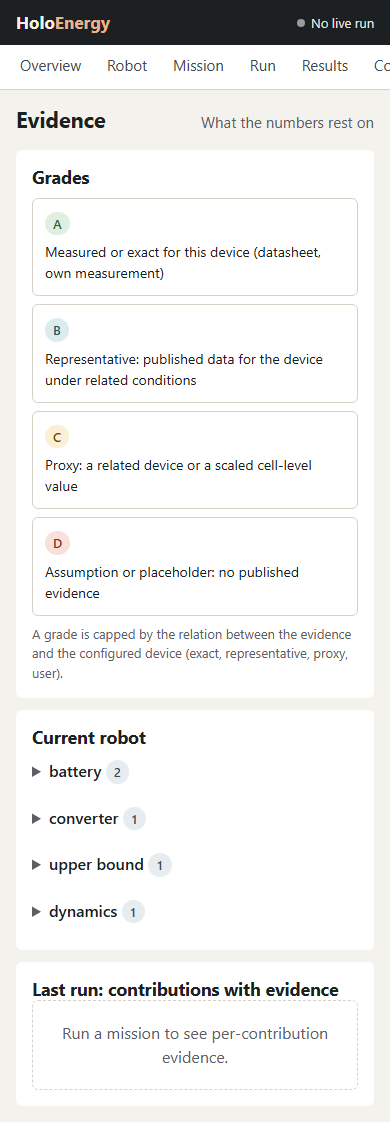 HoloEnergy
No live run
Overview Robot Mission Run Results Co
Evidence
What the numbers rest on
Grades
A
Measured or exact for this device (datasheet,
own measurement)
B
Representative: published data for the device
under related conditions
C
Proxy: a related device or a scaled cell-level
value
D
Assumption or placeholder: no published
evidence
A grade is capped by the relation between the evidence
and the configured device (exact, representative, proxy,
user).
Current robot
battery 2
converter 1
upper bound 1
dynamics 1
Last run: contributions with evidence
Run a mission to see per-contribution
evidence.